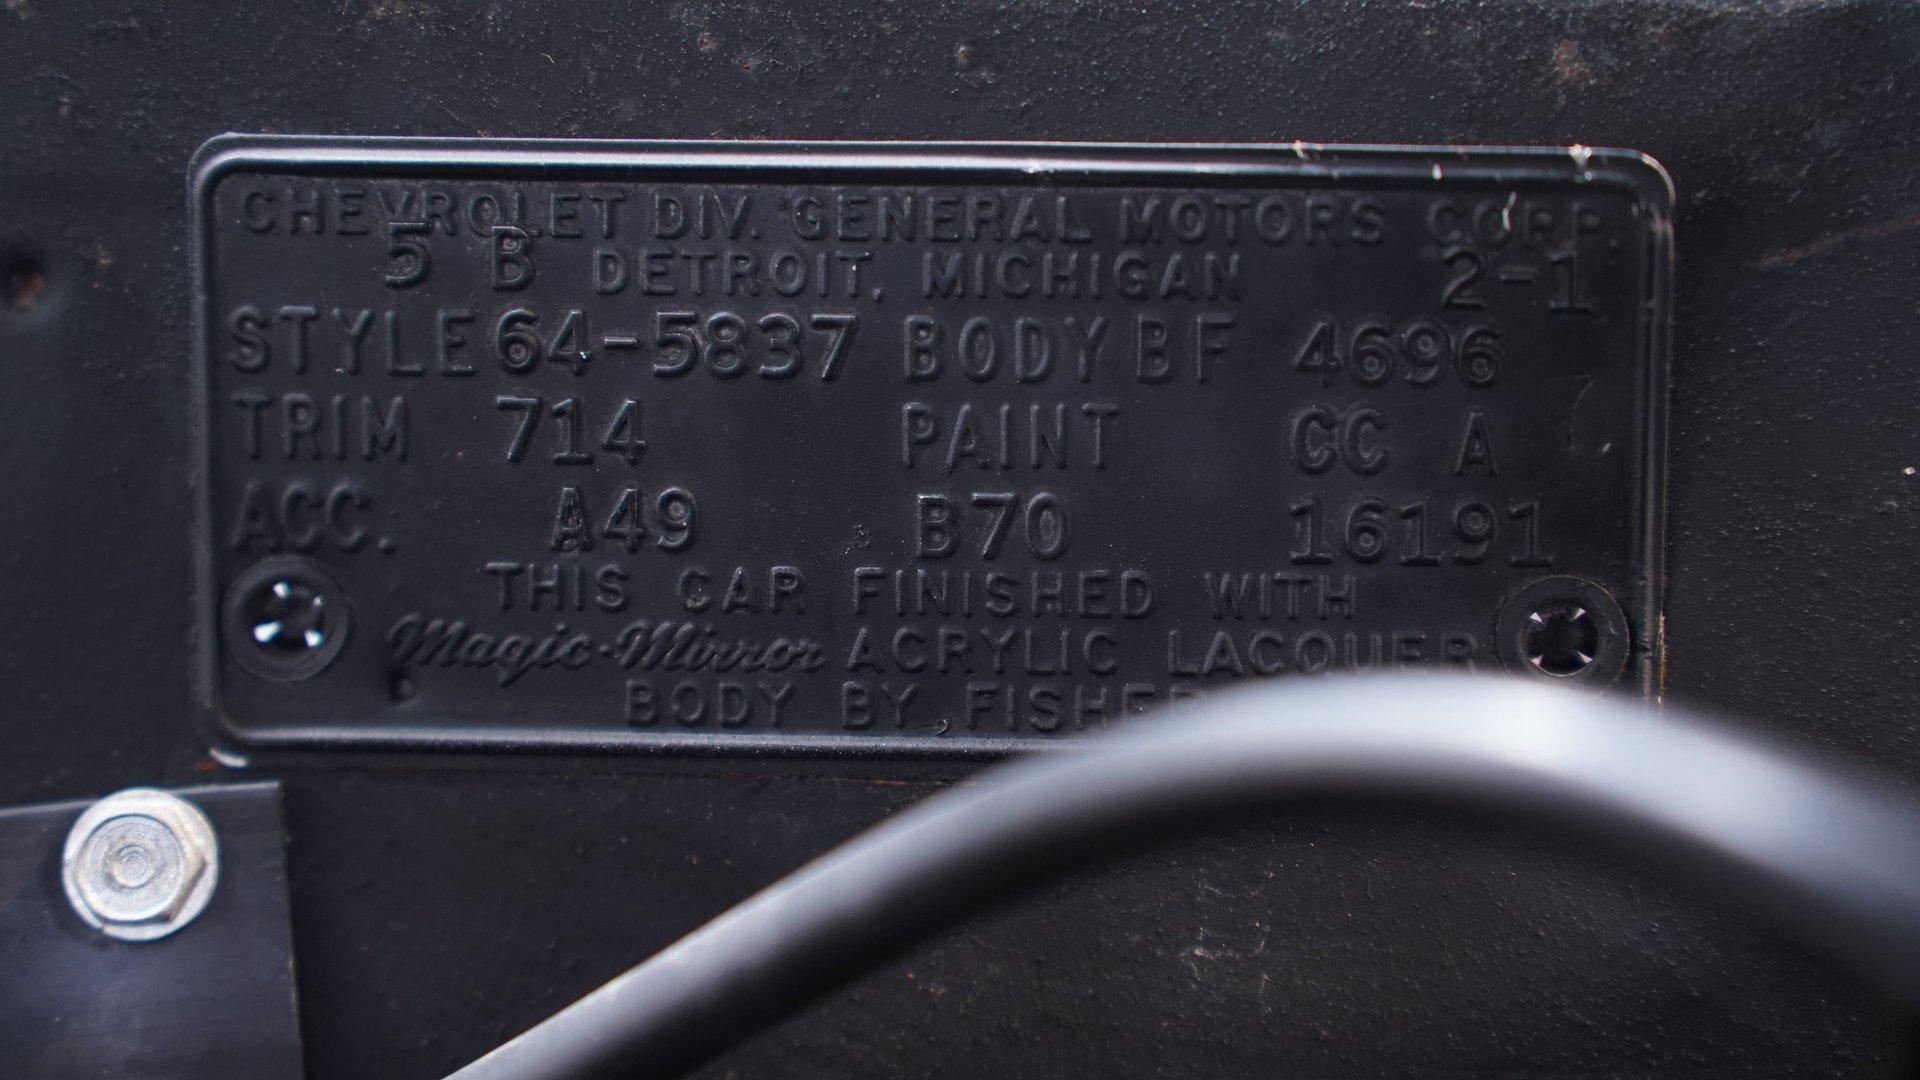 CHEVROLET DIV. GENERAL MOTORS CORP.
5 B DETROIT, MICHIGAN 2-1
STYLE 64-5837 BODY BF 4696
TRIM 714 PAINT CC A
ACC. A49 B70 16191
THIS CAR FINISHED WITH
Magic-Mirror ACRYLIC LACQUER
BODY BY FISHER